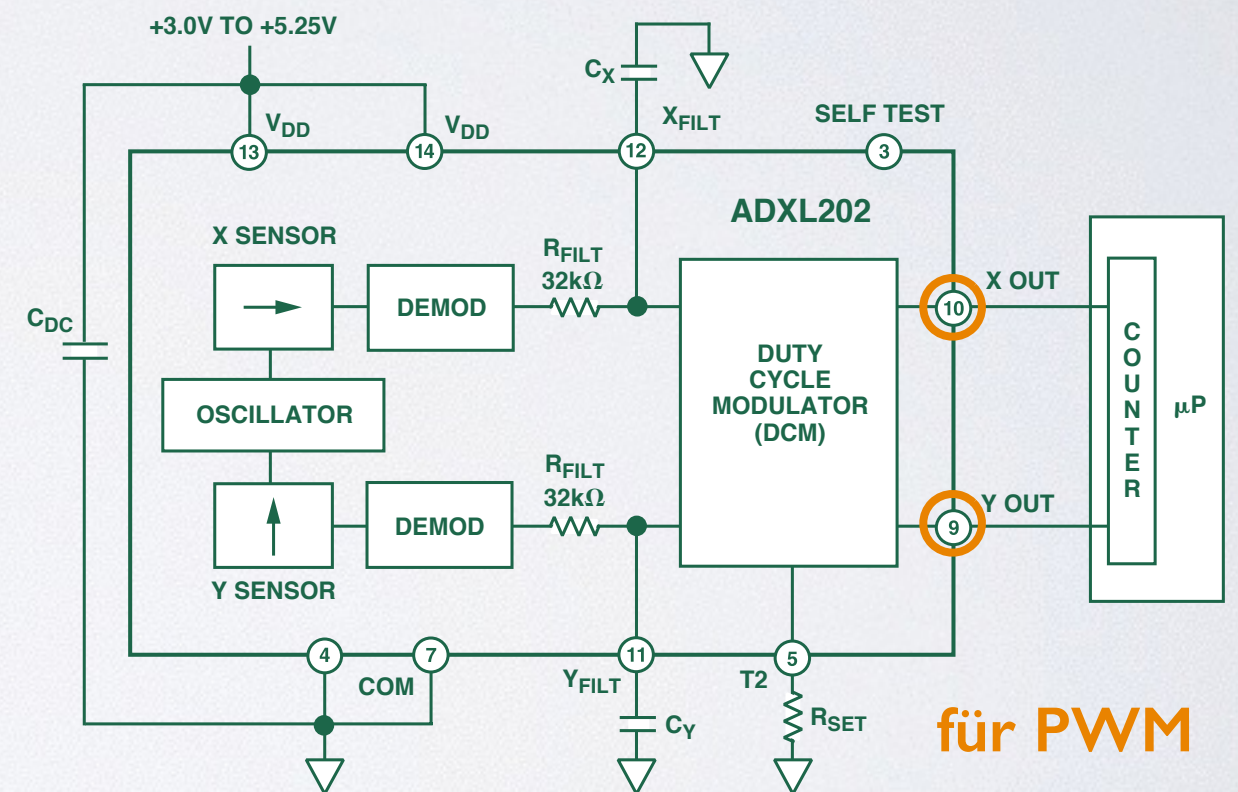 +3.0V TO +5.25V
CX
XFILT
SELF TEST
VDD
VDD
13
14
12
3
ADXL202
X SENSOR
RFILT
32kΩ
DEMOD
X OUT
10
CDC
DUTY
CYCLE
MODULATOR
(DCM)
C
O
U
N
T
E
R
µP
OSCILLATOR
RFILT
32kΩ
DEMOD
Y OUT
9
Y SENSOR
4
7
11
5
COM
YFILT
T2
CY
RSET
für PWM